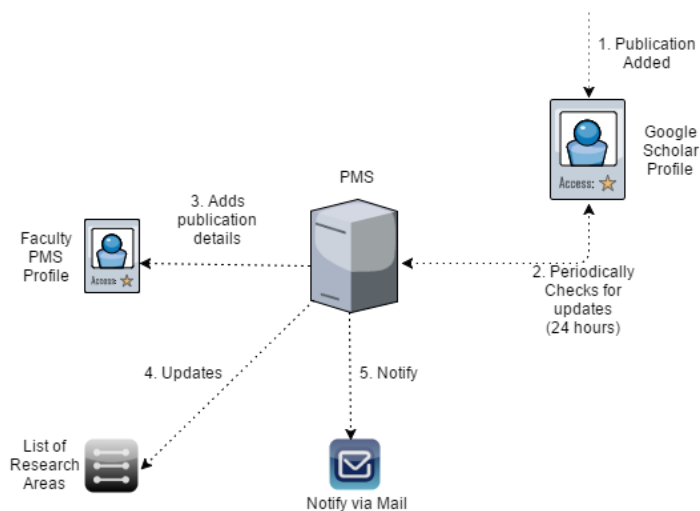 1. Publication
Added
Google
Scholar
Profile
Access:
PMS
3. Adds
publication
details
Faculty
PMS
Profile
Access:
2. Periodically
Checks for
updates
(24 hours)
4. Updates
5. Notify
List of
Research
Areas
Notify via Mail